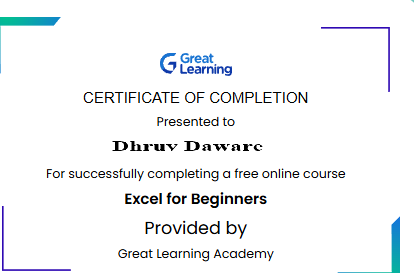 Great
Learning
CERTIFICATE OF COMPLETION
Presented to
Dhruv Daware
For successfully completing a free online course
Excel for Beginners
Provided by
Great Learning Academy